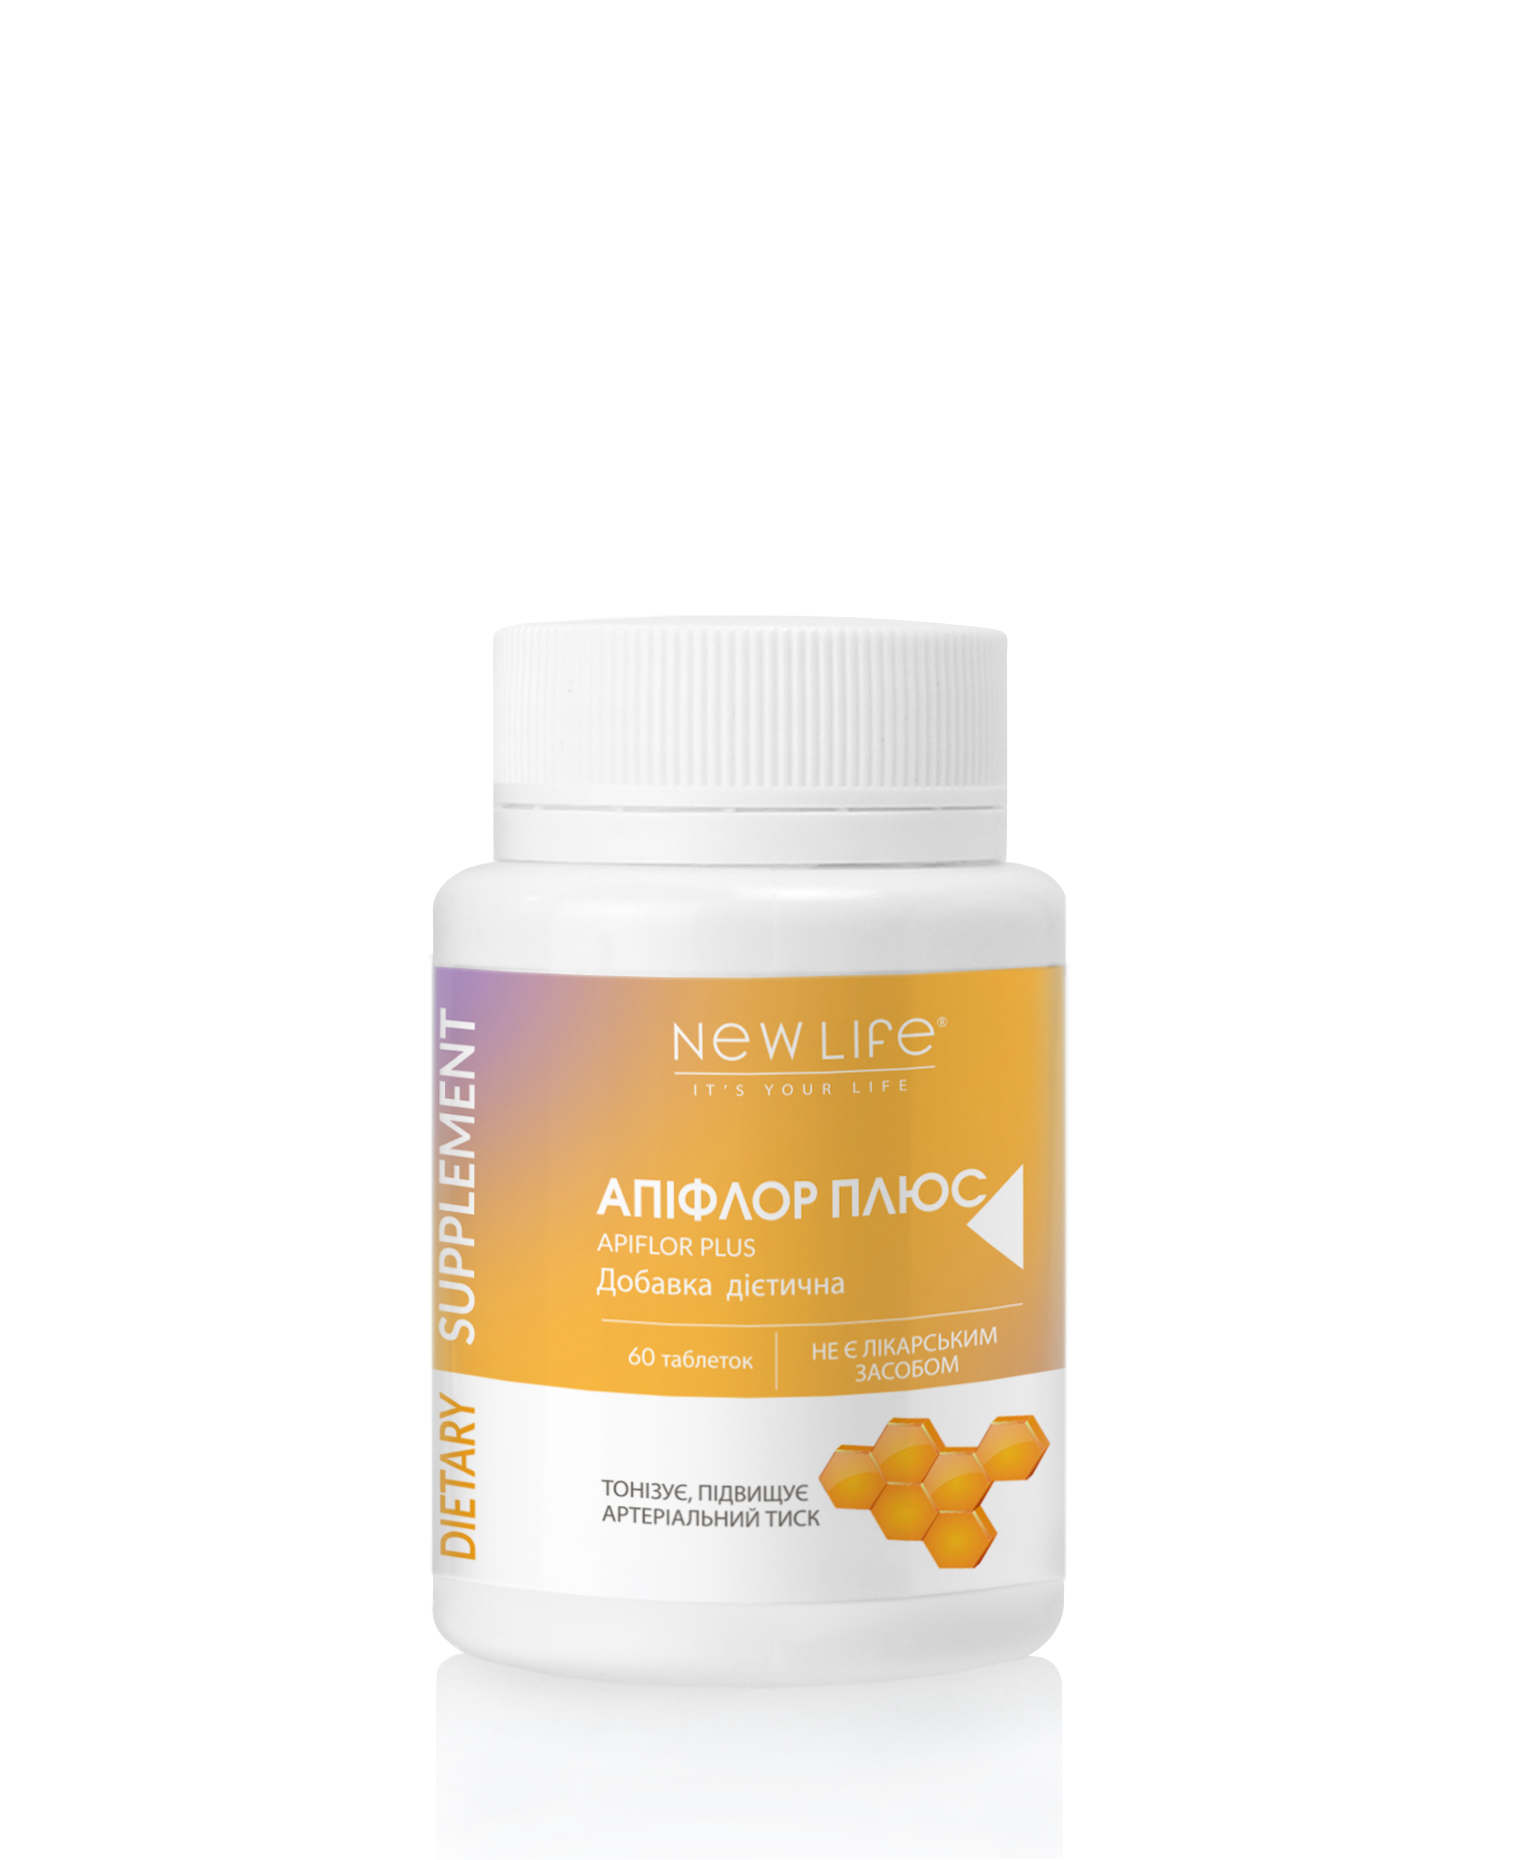 NEW LIFE®
IT'S YOUR LIFE
АПІФЛОР ПЛЮС
APIFLOR PLUS
Добавка дієтична
60 таблеток
НЕ Є ЛІКАРСЬКИМ
ЗАСОБОМ
ТОНІЗУЄ, ПІДВИЩУЄ
АРТЕРІАЛЬНИЙ ТИСК
DIETARY SUPPLEMENT